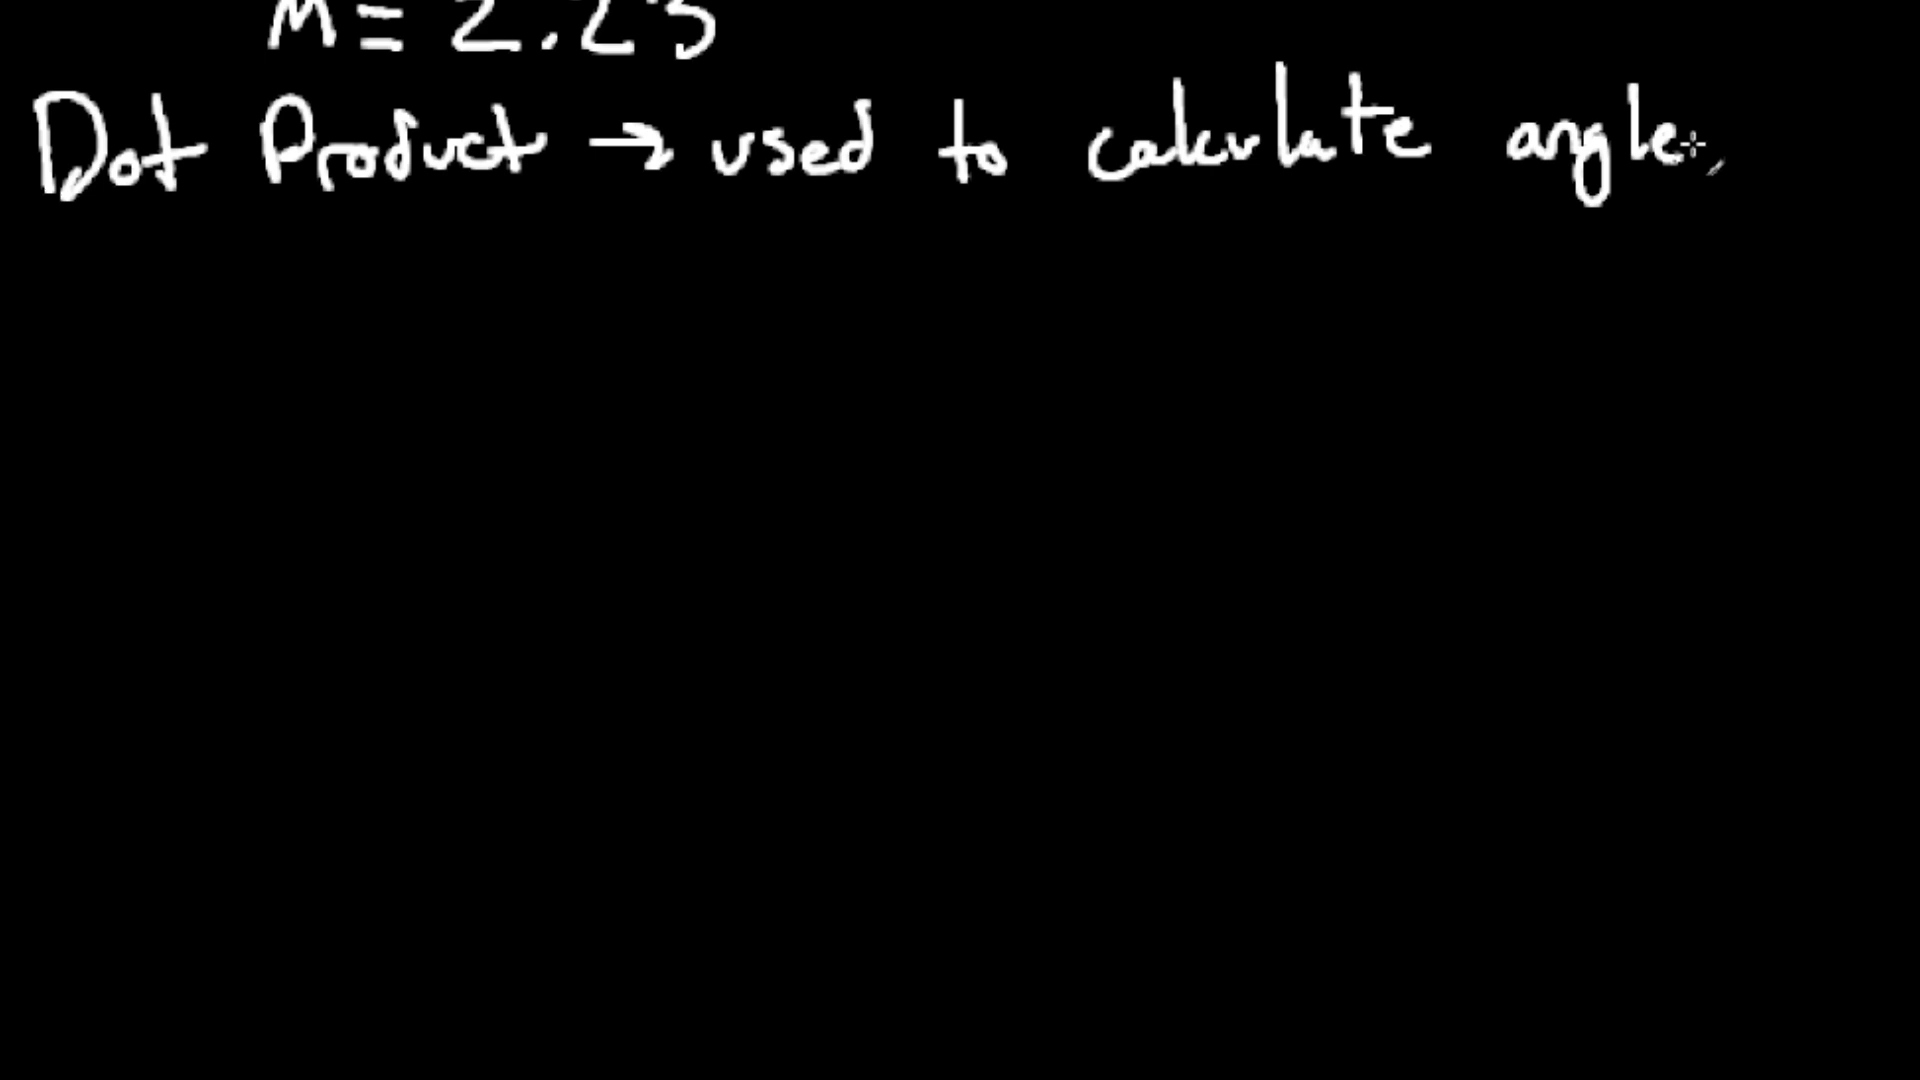 M = 2.23
Dot Product → used to calculate angle,